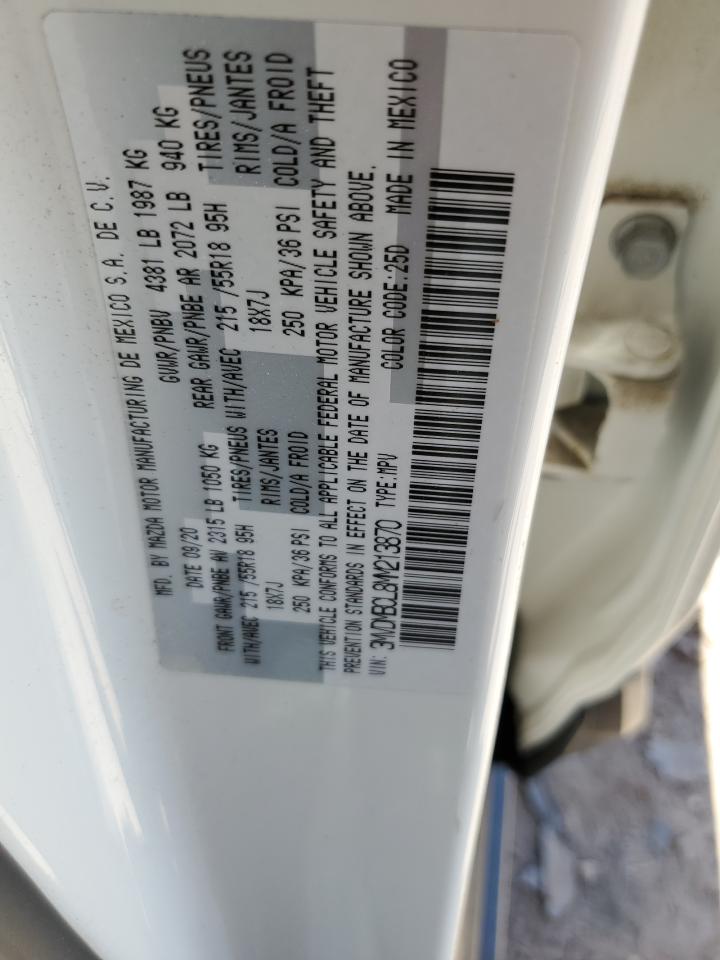 MFD. BY MAZDA MOTOR MANUFACTURING DE MEXICO S.A. DE C.V.
DATE 09/20 GVWR/PNBV 4381 LB 1987 KG
FRONT GAWR/PNBE AV 2315 LB 1050 KG REAR GAWR/PNBE AR 2072 LB 940 KG
WITH/AVEC 215 /55R18 95H TIRES/PNEUS WITH/AVEC 215 /55R18 95H TIRES/PNEUS
18X7J RIMS/JANTES 18X7J RIMS/JANTES
250 KPA/36 PSI COLD/A FROID 250 KPA/36 PSI COLD/A FROID
THIS VEHICLE CONFORMS TO ALL APPLICABLE FEDERAL MOTOR VEHICLE SAFETY AND THEFT
PREVENTION STANDARDS IN EFFECT ON THE DATE OF MANUFACTURE SHOWN ABOVE.
VIN: TYPE:MPV COLOR CODE:25D MADE IN MEXICO